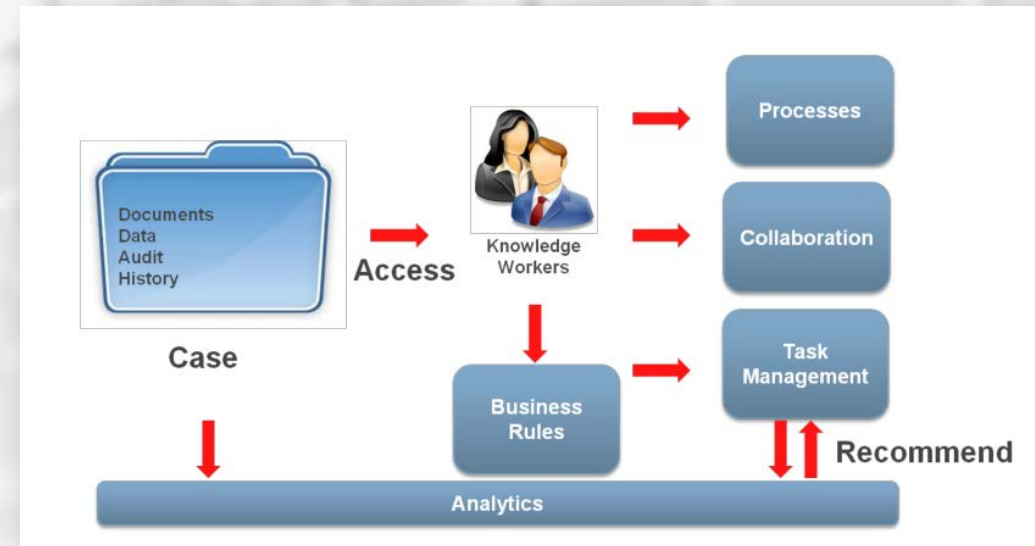 Documents
Data
Audit
History
Case
Access
Knowledge
Workers
Processes
Collaboration
Task
Management
Business
Rules
Recommend
Analytics